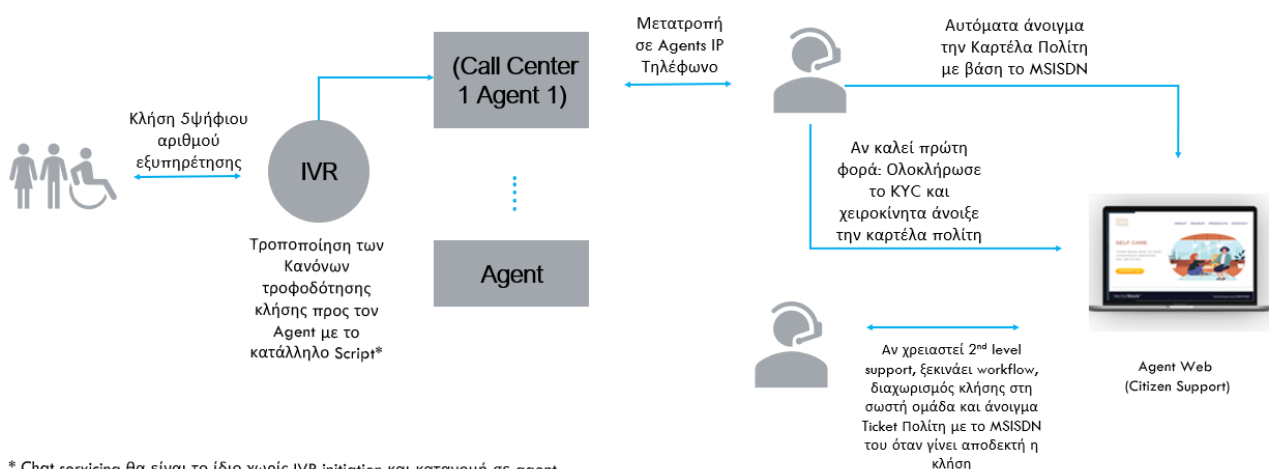 Κλήση 5ψήφιου
αριθμού
εξυπηρέτησης
IVR
Τροποποίηση των
Κανόνων
τροφοδότησης
κλήσης προς τον
Agent με το
κατάλληλο Script*
(Call Center
1 Agent 1)
Agent
Μετατροπή
σε Agents IP
Τηλέφωνο
Αυτόματα άνοιγμα
την Καρτέλα Πολίτη
με βάση το MSISDN
Αν καλεί πρώτη
φορά: Ολοκλήρωσε
το KYC και
χειροκίνητα άνοιξε
την καρτέλα πολίτη
SELF CARE
Αν χρειαστεί 2nd level
support, ξεκινάει workflow,
διαχωρισμός κλήσης στη
σωστή ομάδα και άνοιγμα
Ticket Πολίτη με το MSISDN
του όταν γίνει αποδεκτή η
κλήση
Agent Web
(Citizen Support)
* Chat servicing θα είναι το ίδιο χωρίς IVR initiation και κατανομή σε agent